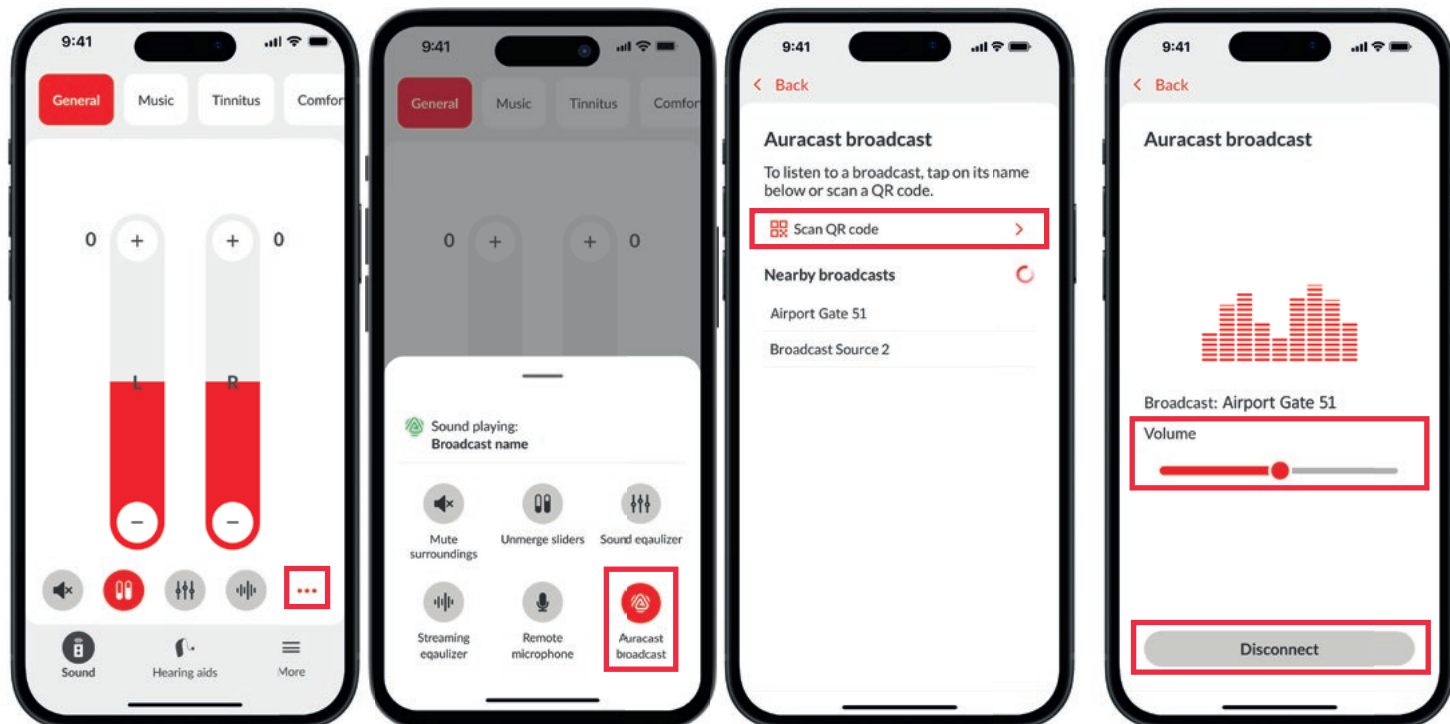 9:41
General Music Tinnitus Comfor
0 + + 0
L R
− −
Sound Hearing aids More
9:41
General Music Tinnitus Comfor
0 + + 0
Sound playing:
Broadcast name
Mute
surroundings
Unmerge sliders
Sound eqaulizer
Streaming
eqaulizer
Remote
microphone
Auracast
broadcast
9:41
< Back
Auracast broadcast
To listen to a broadcast, tap on its name
below or scan a QR code.
Scan QR code >
Nearby broadcasts
Airport Gate 51
Broadcast Source 2
9:41
< Back
Auracast broadcast
Broadcast: Airport Gate 51
Volume
Disconnect